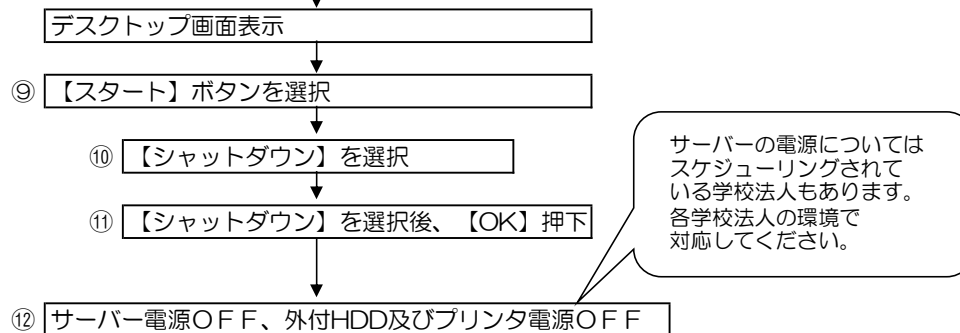 デスクトップ画面表示
⑨ 【スタート】ボタンを選択
⑩ 【シャットダウン】を選択
⑪ 【シャットダウン】を選択後、【OK】押下
サーバーの電源については
スケジューリングされて
いる学校法人もあります。
各学校法人の環境で
対応してください。
⑫ サーバー電源ＯＦＦ、外付HDD及びプリンタ電源ＯＦＦ